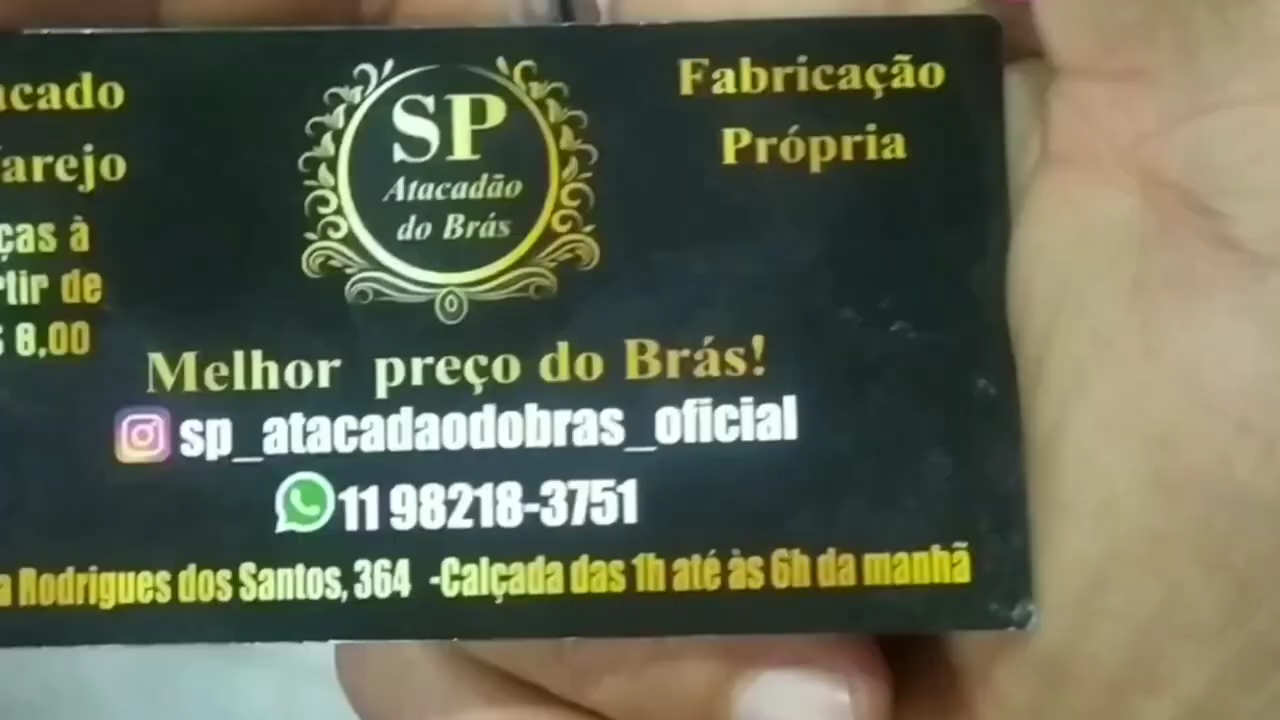 acado
arejo
ças à
rtir de
$ 8,00
SP
Atacadão
do Brás
Fabricação
Própria
Melhor preço do Brás!
sp_atacadaodobras_oficial
11 98218-3751
a Rodrigues dos Santos, 364 -Calçada das 1h até às 6h da manhã